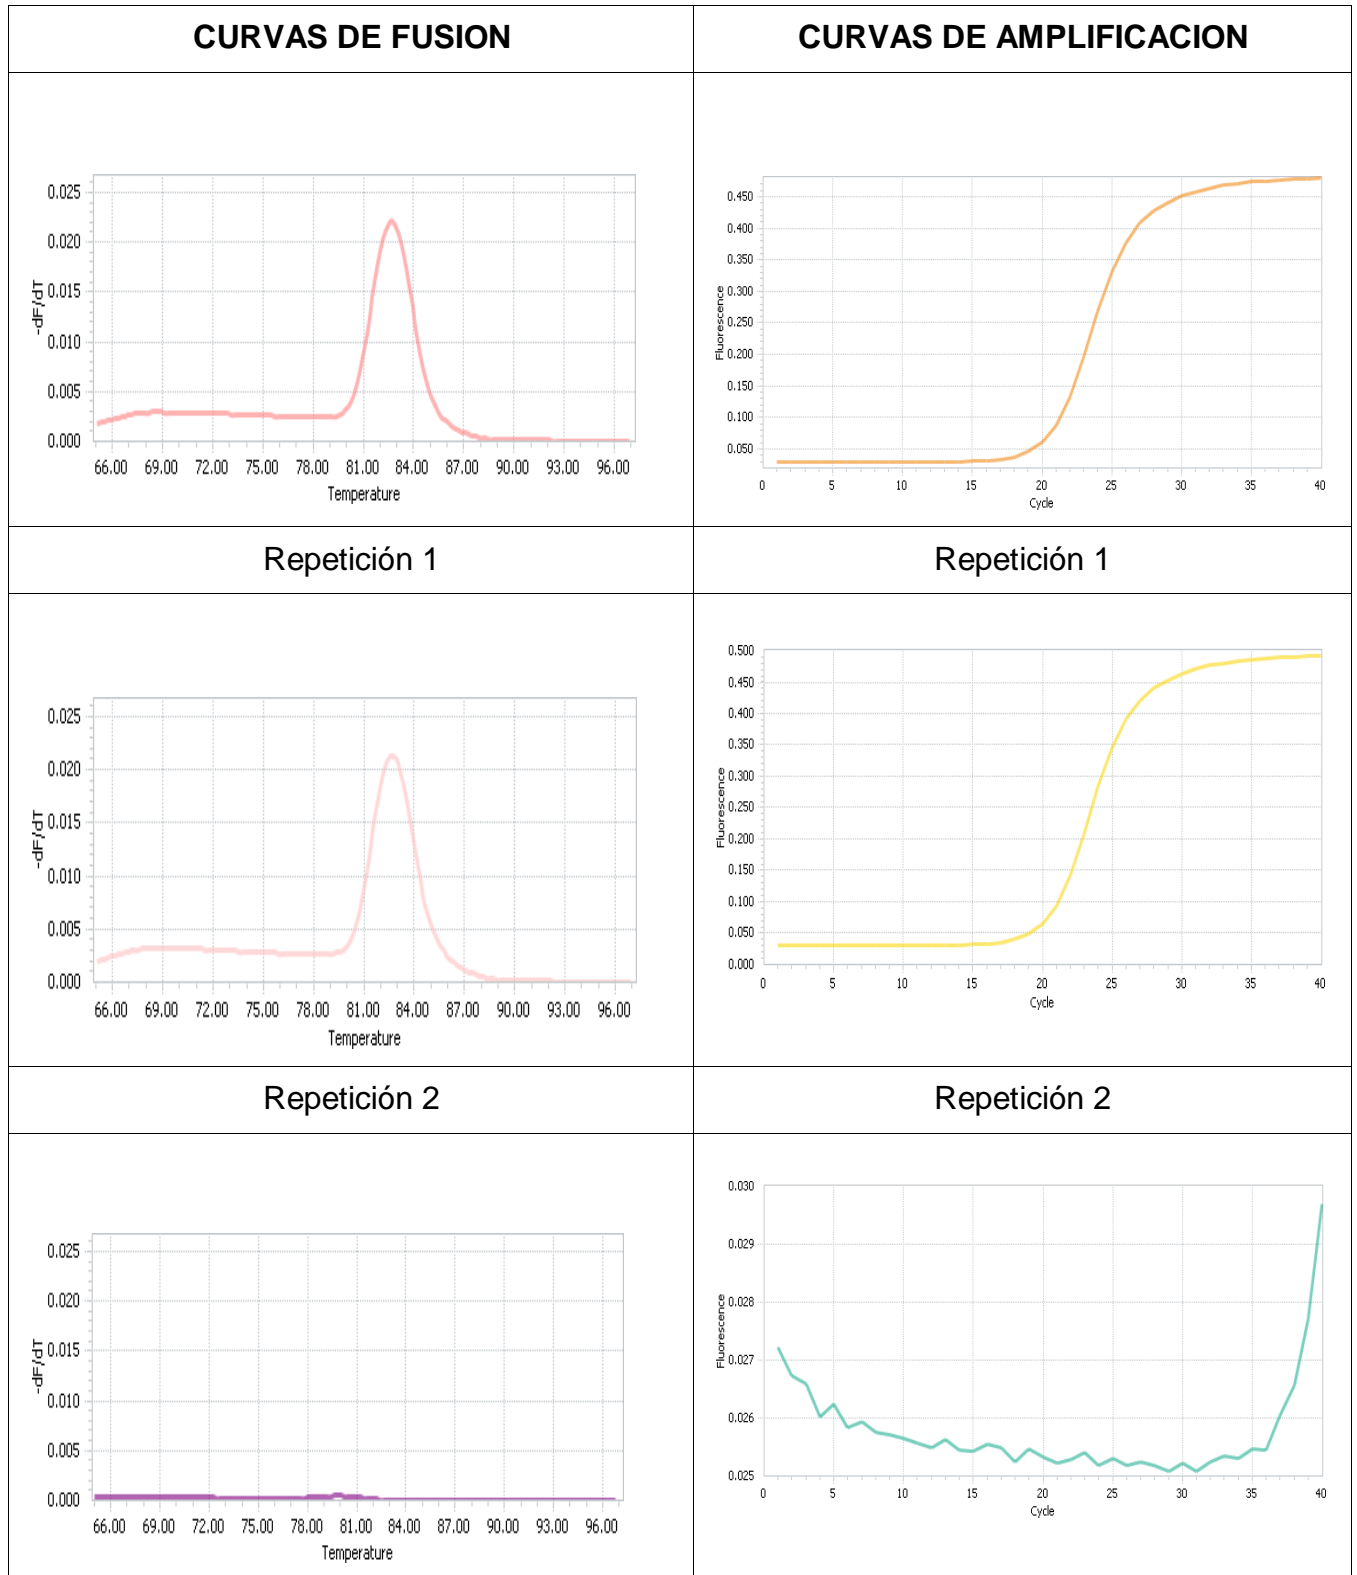 CURVAS DE FUSION
CURVAS DE AMPLIFICACION
0.025
0.020
0.015
0.010
0.005
0.000
-dF/dT
66.00 69.00 72.00 75.00 78.00 81.00 84.00 87.00 90.00 93.00 96.00
Temperature
0.450
0.400
0.350
0.300
0.250
0.200
0.150
0.100
0.050
Fluorescence
0 5 10 15 20 25 30 35 40
Cycle
Repetición 1
Repetición 1
0.025
0.020
0.015
0.010
0.005
0.000
-dF/dT
66.00 69.00 72.00 75.00 78.00 81.00 84.00 87.00 90.00 93.00 96.00
Temperature
0.500
0.450
0.400
0.350
0.300
0.250
0.200
0.150
0.100
0.050
0.000
Fluorescence
0 5 10 15 20 25 30 35 40
Cycle
Repetición 2
Repetición 2
0.025
0.020
0.015
0.010
0.005
0.000
-dF/dT
66.00 69.00 72.00 75.00 78.00 81.00 84.00 87.00 90.00 93.00 96.00
Temperature
0.030
0.029
0.028
0.027
0.026
0.025
Fluorescence
0 5 10 15 20 25 30 35 40
Cycle